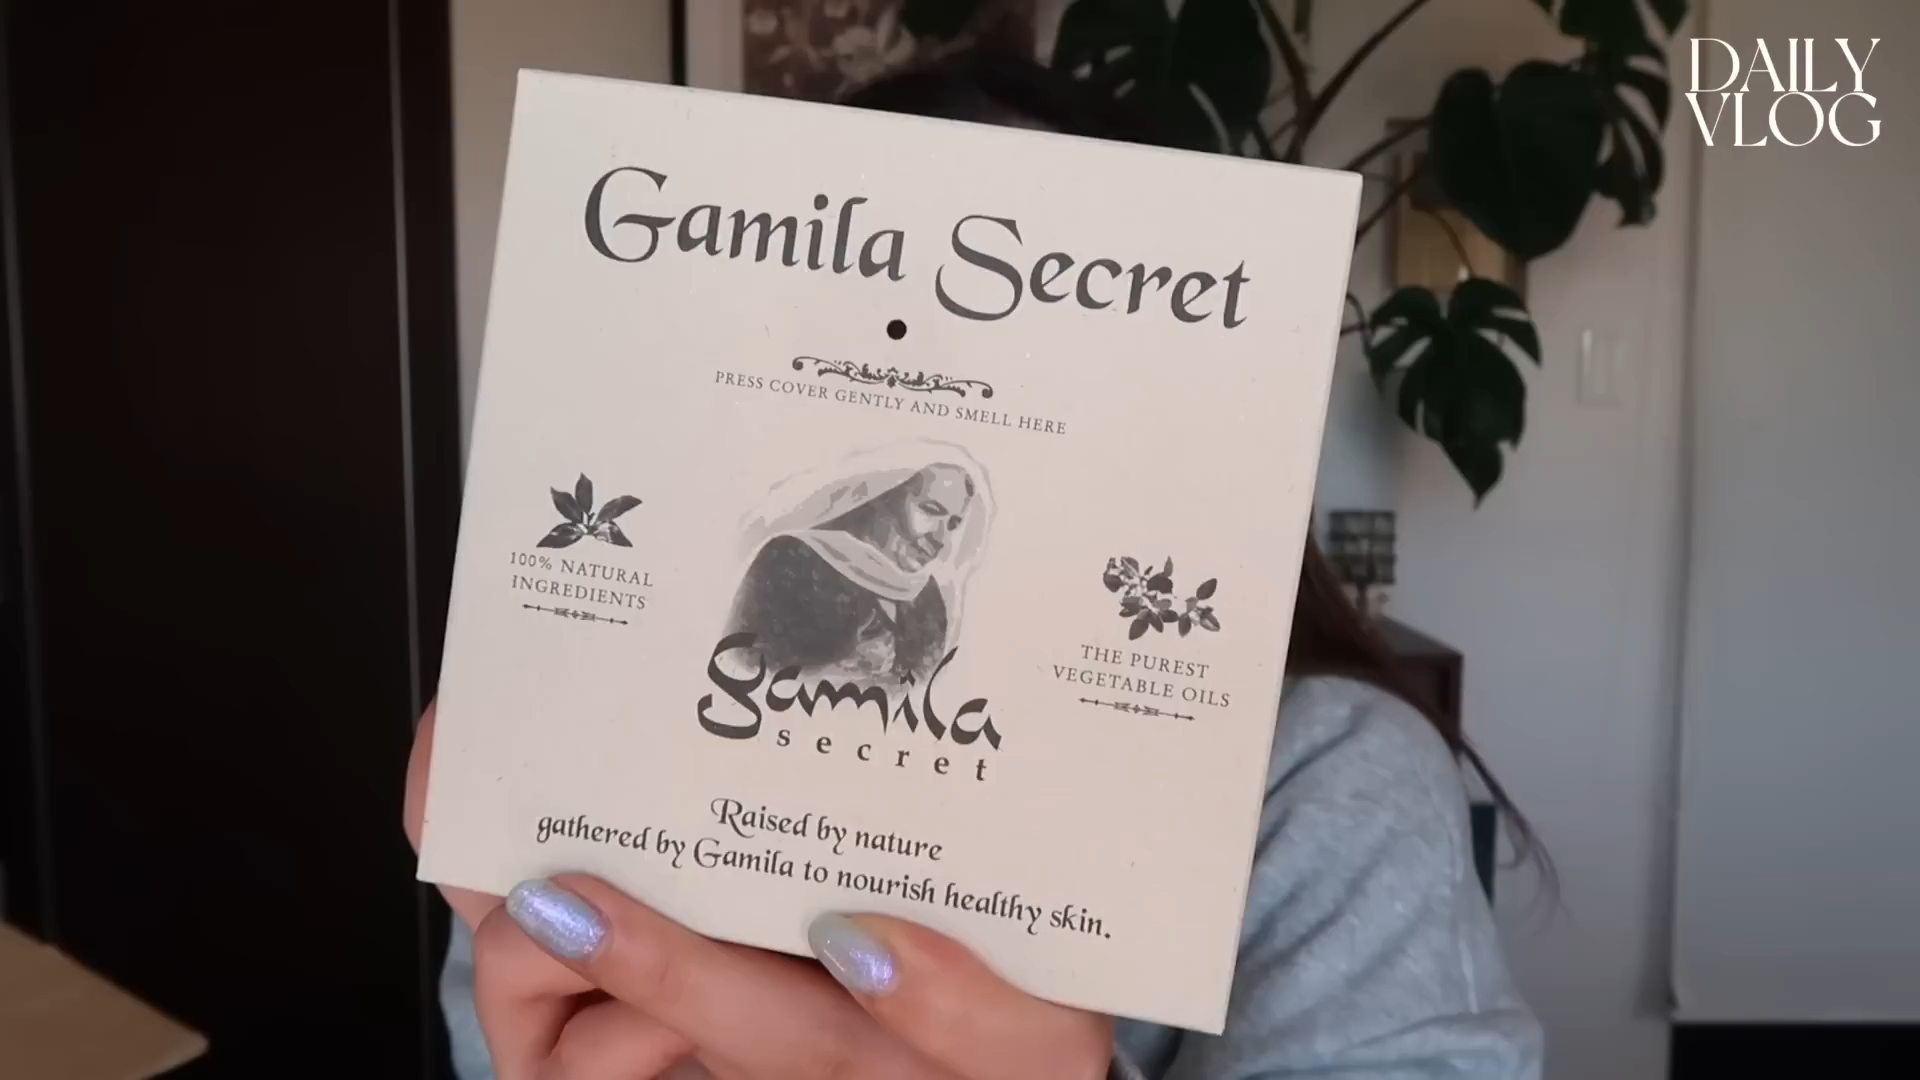 DAILY
VLOG
Gamila Secret
PRESS COVER GENTLY AND SMELL HERE
100% NATURAL
INGREDIENTS
THE PUREST
VEGETABLE OILS
gamila
secret
Raised by nature
gathered by Gamila to nourish healthy skin.